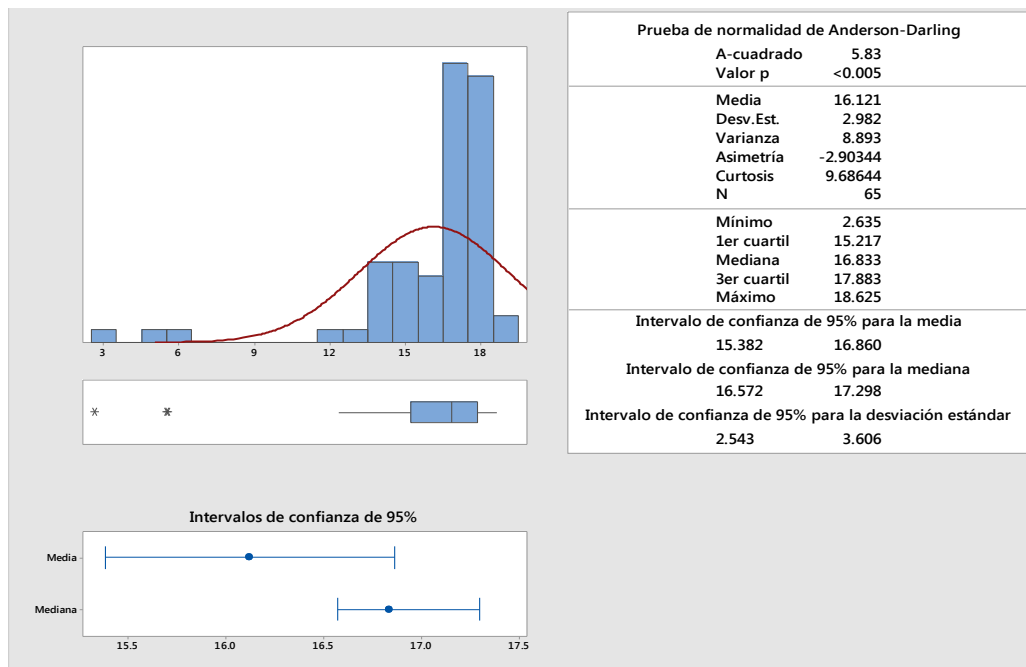 Prueba de normalidad de Anderson-Darling
A-cuadrado 5.83
Valor p <0.005
Media 16.121
Desv.Est. 2.982
Varianza 8.893
Asimetría -2.90344
Curtosis 9.68644
N 65
Mínimo 2.635
1er cuartil 15.217
Mediana 16.833
3er cuartil 17.883
Máximo 18.625
Intervalo de confianza de 95% para la media
15.382 16.860
Intervalo de confianza de 95% para la mediana
16.572 17.298
Intervalo de confianza de 95% para la desviación estándar
2.543 3.606
3 6 9 12 15 18
Intervalos de confianza de 95%
Media
Mediana
15.5 16.0 16.5 17.0 17.5